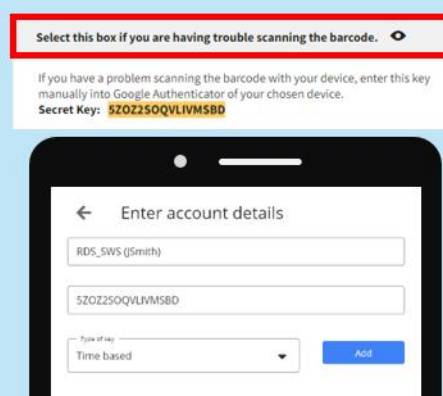 Select this box if you are having trouble scanning the barcode.
If you have a problem scanning the barcode with your device, enter this key
manually into Google Authenticator of your chosen device.
Secret Key: 5ZOZ2SOQVLIVMSBD
Enter account details
RDS_SWS (JSmith)
5ZOZ2SOQVLIVMSBD
Type of key
Time based
Add